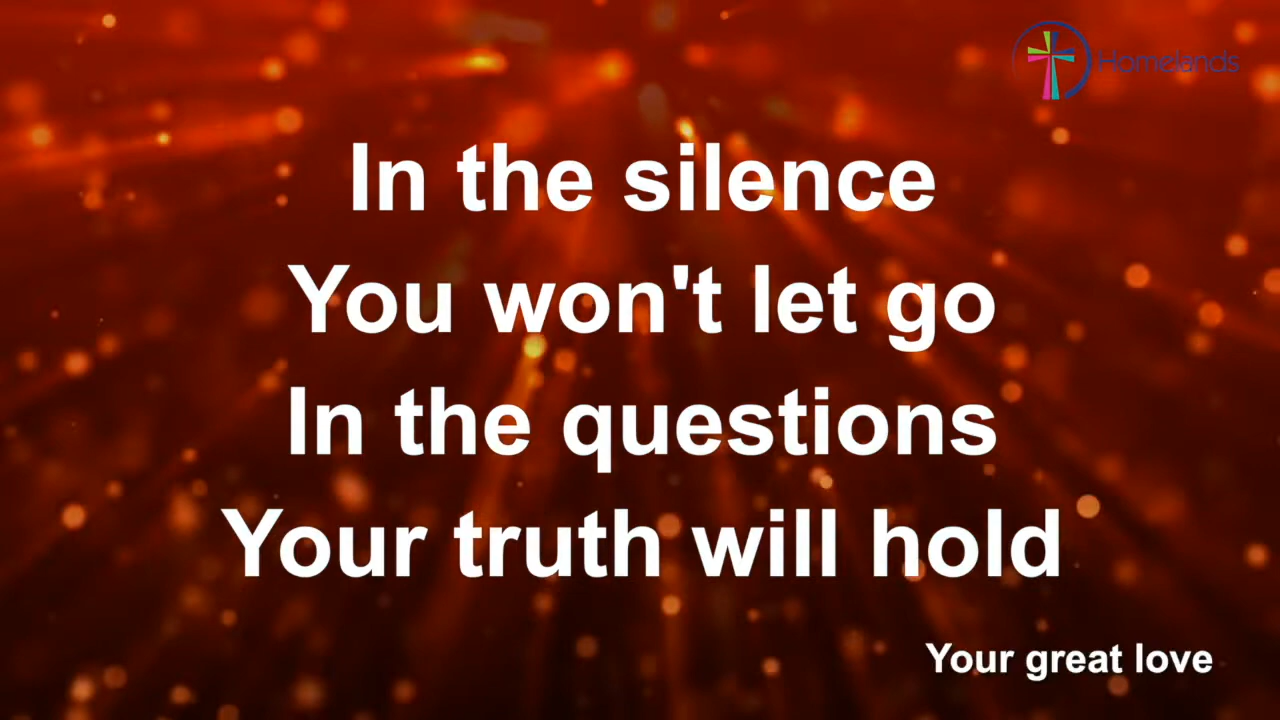 Homelands
In the silence
You won't let go
In the questions
Your truth will hold
Your great love